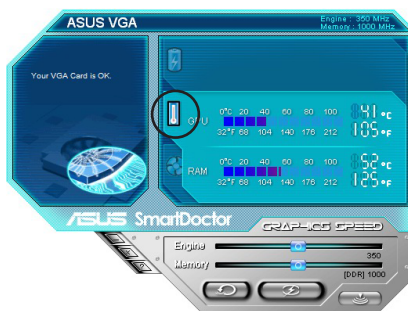 ASUS VGA
Engine : 350 MHz
Memory : 1000 MHz
Your VGA Card is OK.
GPU
0°C 20 40 60 80 100
32°F 68 104 140 176 212
41 °C
105 °F
RAM
0°C 20 40 60 80 100
32°F 68 104 140 176 212
52 °C
125 °F
ASUS SmartDoctor
GRAPHICS SPEED
Engine
350
Memory
[DDR] 1000